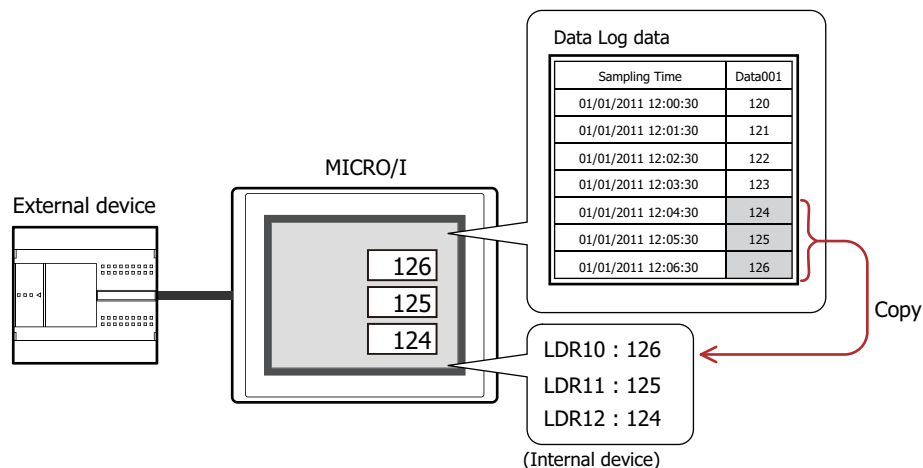 Data Log data
Sampling Time Data001
01/01/2011 12:00:30 120
01/01/2011 12:01:30 121
01/01/2011 12:02:30 122
01/01/2011 12:03:30 123
01/01/2011 12:04:30 124
01/01/2011 12:05:30 125
01/01/2011 12:06:30 126
MICRO/I
External device
126
125
124
Copy
LDR10 : 126
LDR11 : 125
LDR12 : 124
(Internal device)